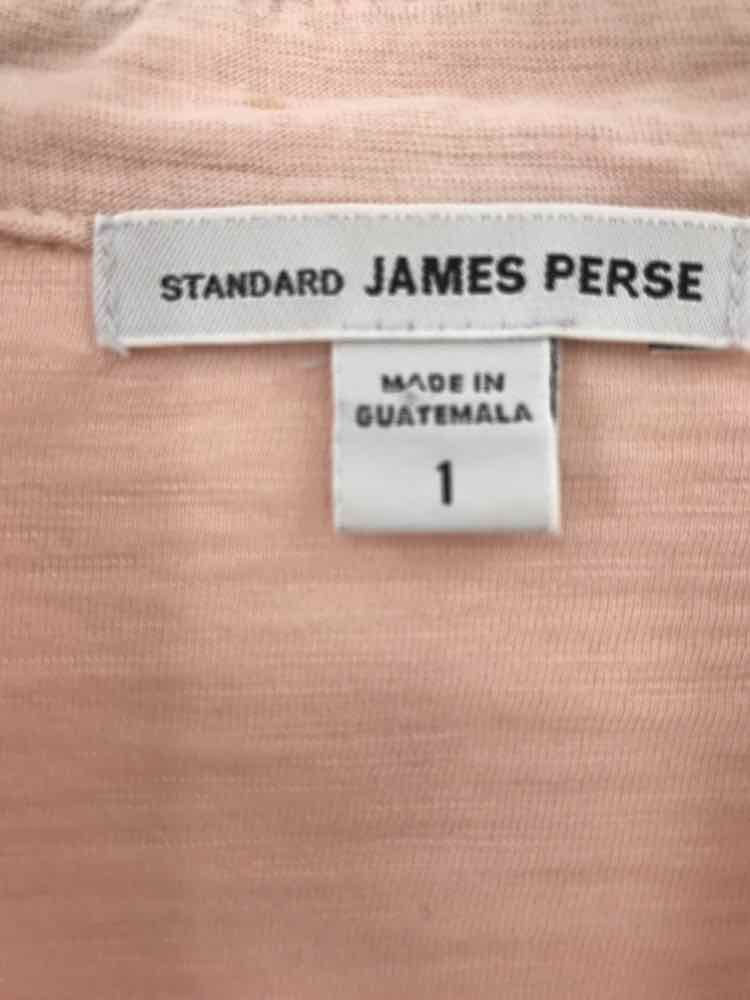 STANDARD JAMES PERSE
MADE IN
GUATEMALA
1